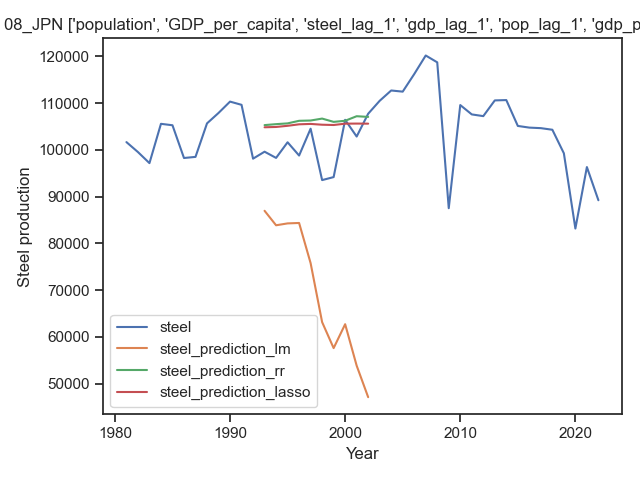 08_JPN ['population', 'GDP_per_capita', 'steel_lag_1', 'gdp_lag_1', 'pop_lag_1', 'gdp_p
120000
110000
100000
90000
80000
70000
60000
50000
Steel production
steel
steel_prediction_lm
steel_prediction_rr
steel_prediction_lasso
1980
1990
2000
2010
2020
Year